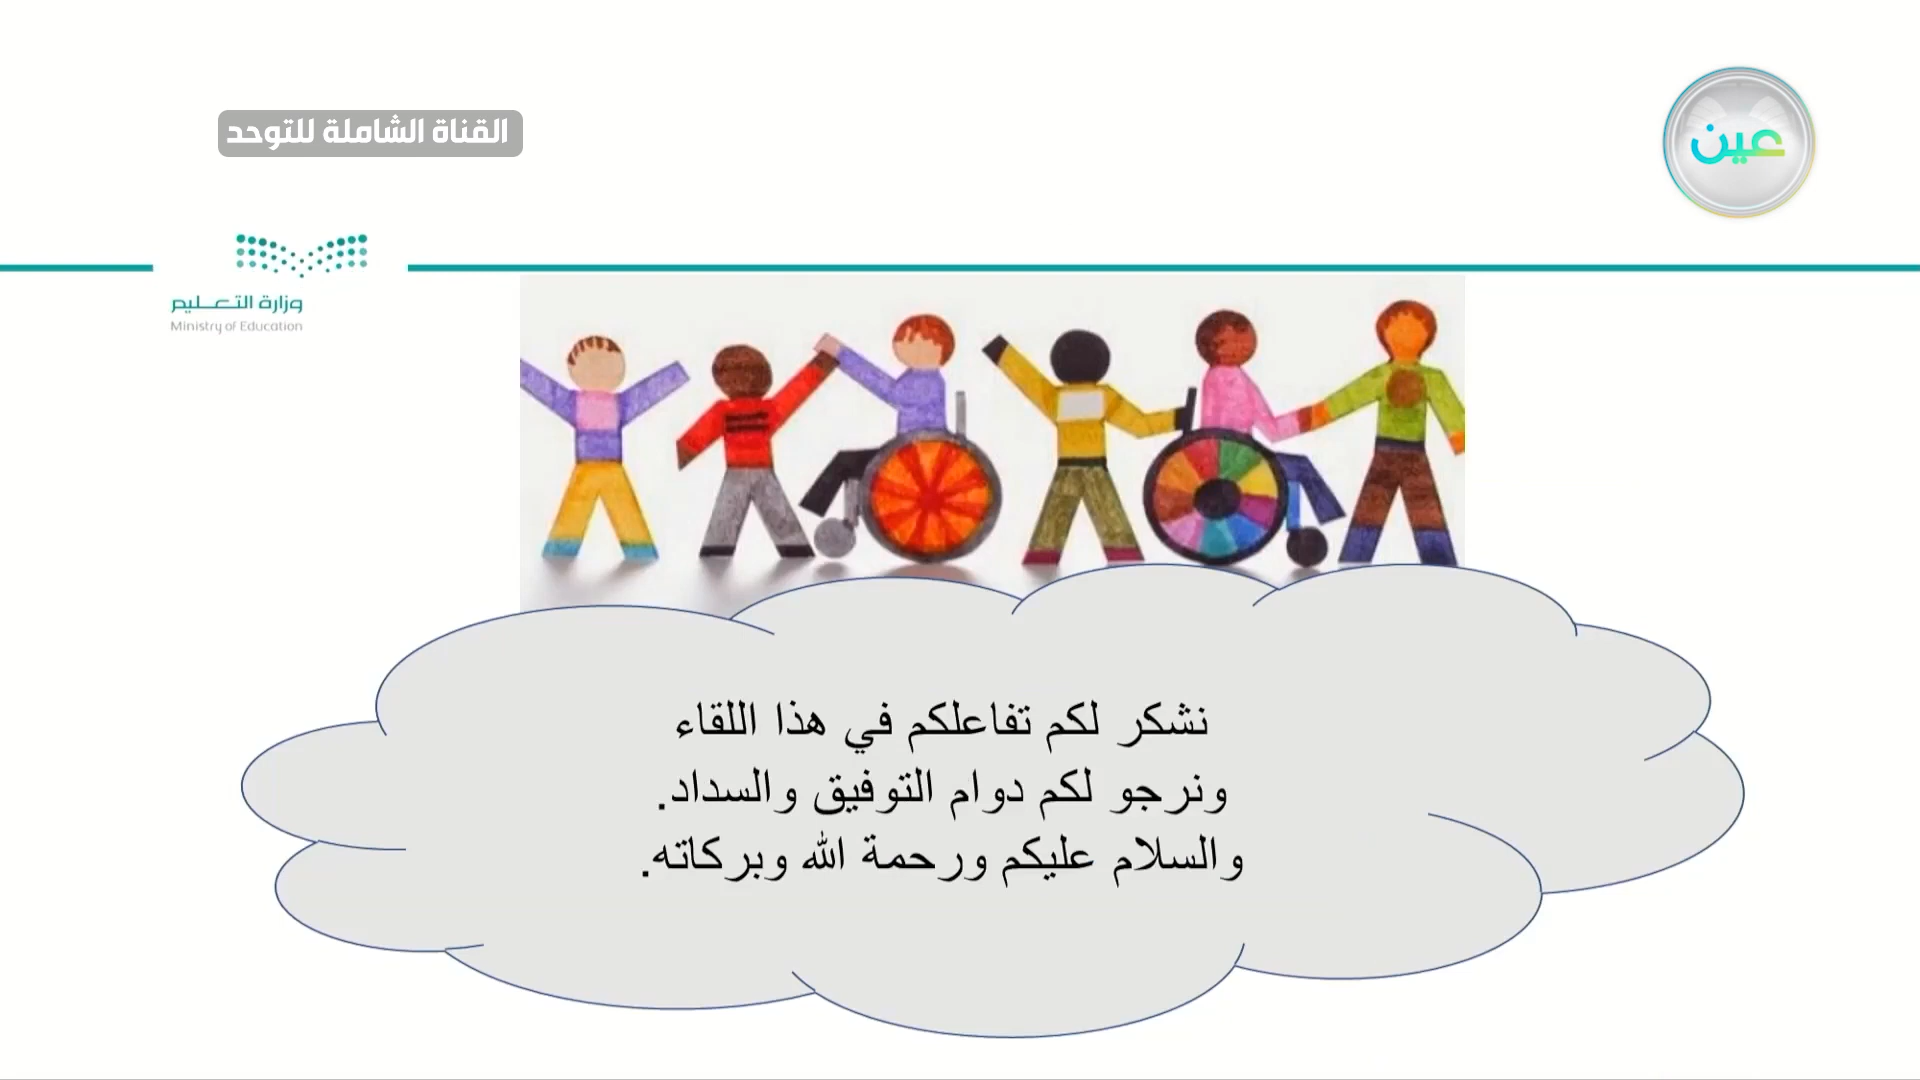 القناة الشاملة للتوحد
عين
وزارة التعليم
Ministry of Education
نشكر لكم تفاعلكم في هذا اللقاء
ونرجو لكم دوام التوفيق والسداد.
والسلام عليكم ورحمة الله وبركاته.